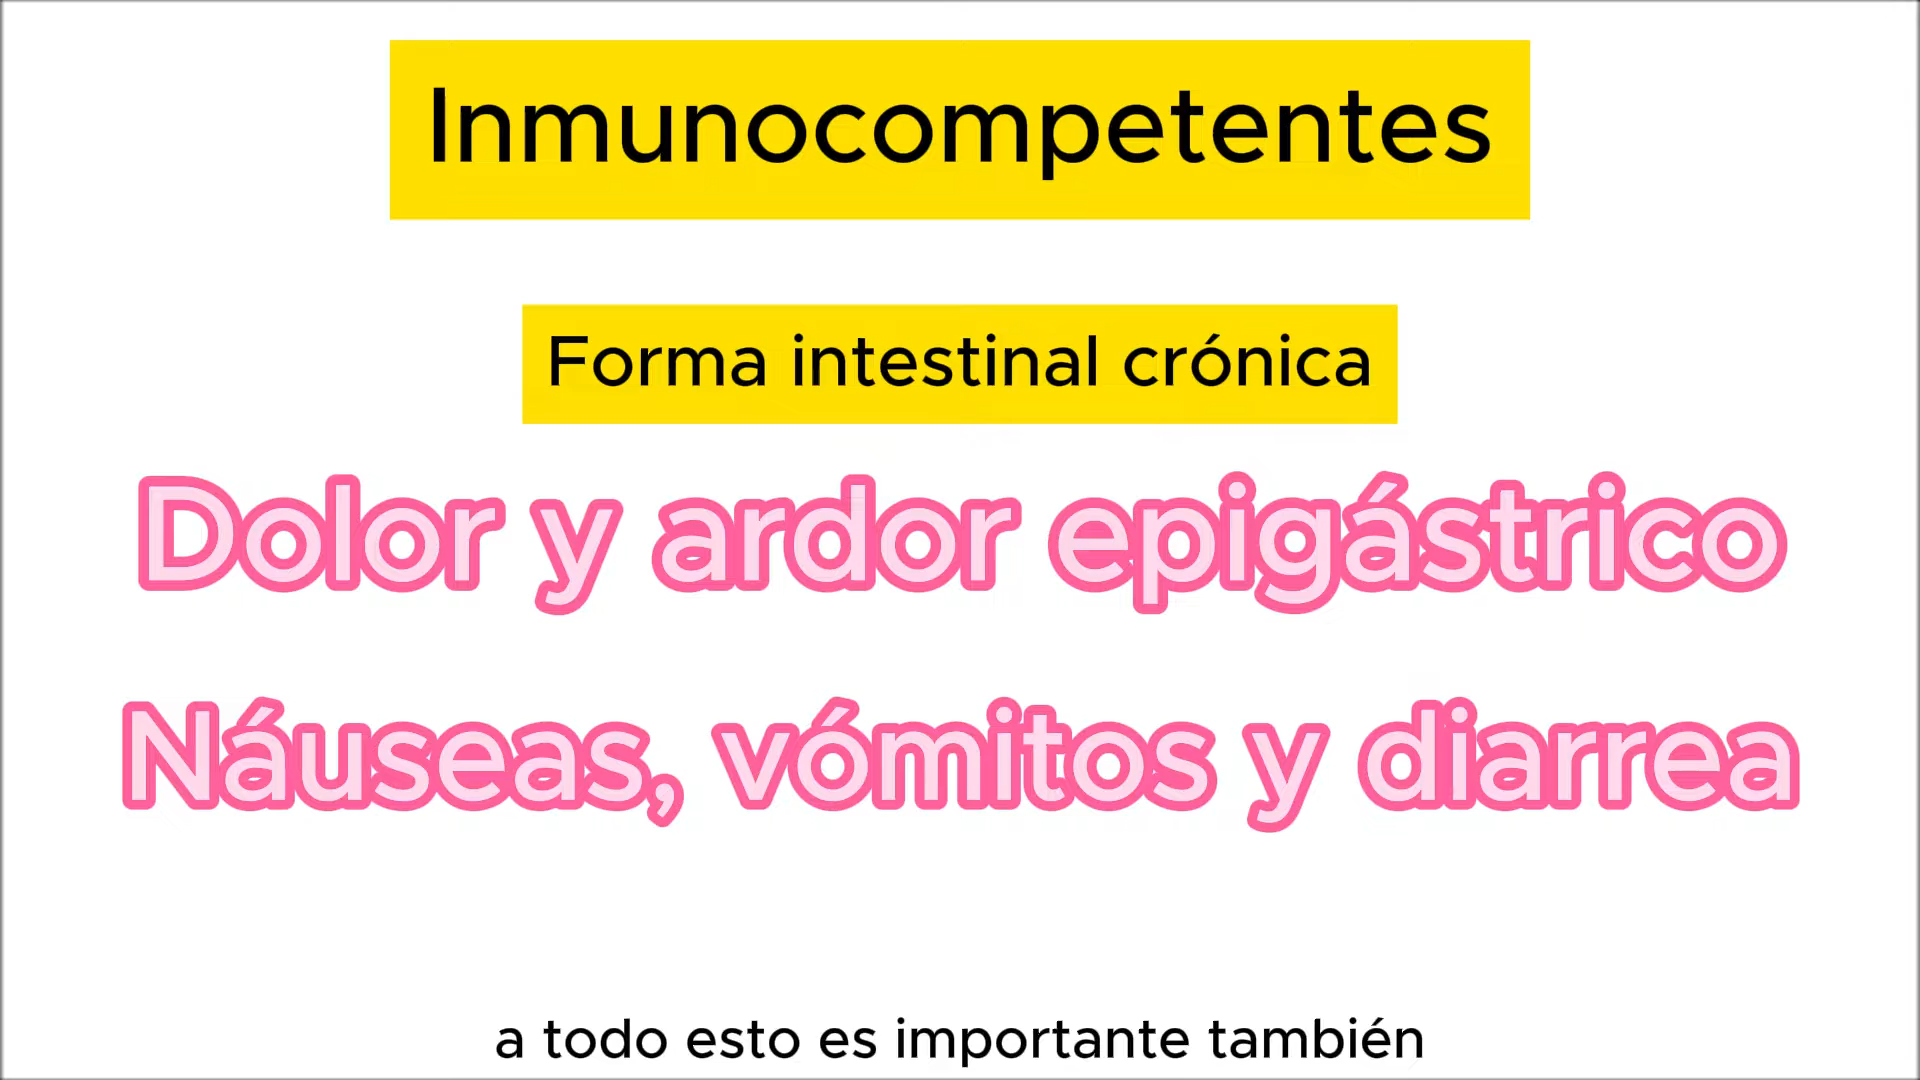 Inmunocompetentes
Forma intestinal crónica
Dolor y ardor epigástrico
Náuseas, vómitos y diarrea
a todo esto es importante también